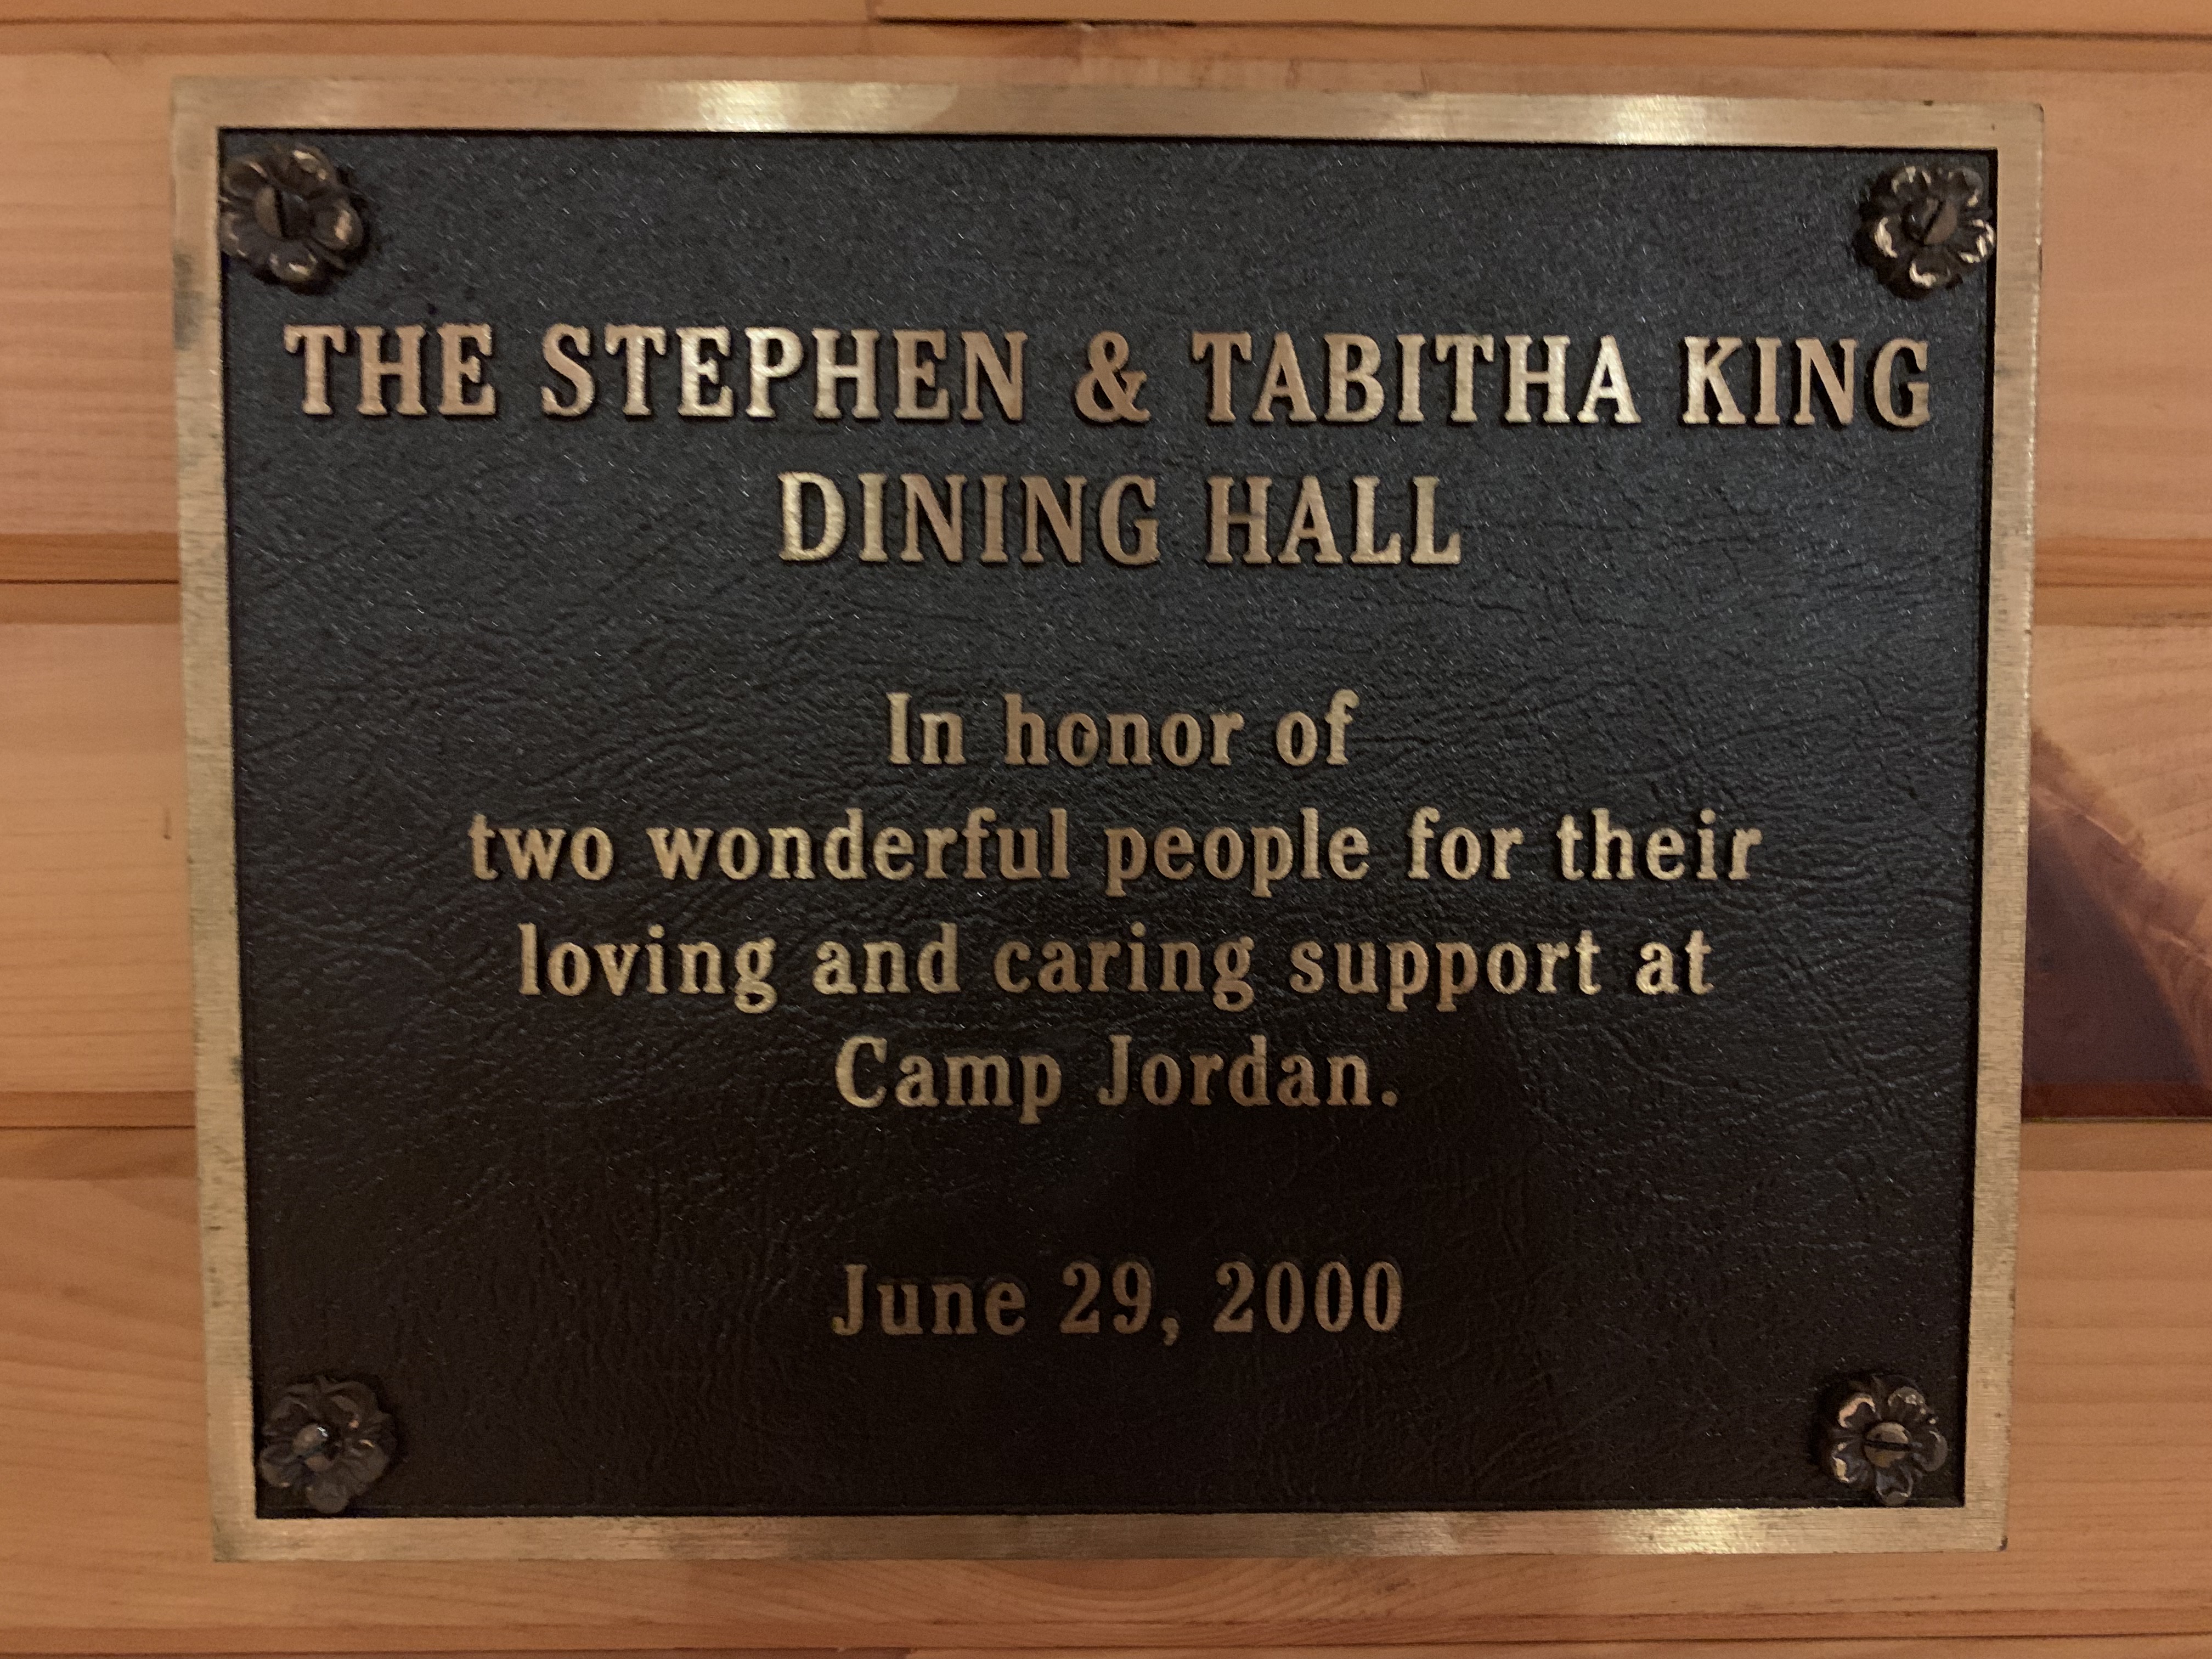 THE STEPHEN & TABITHA KING
DINING HALL
In honor of
two wonderful people for their
loving and caring support at
Camp Jordan.
June 29, 2000